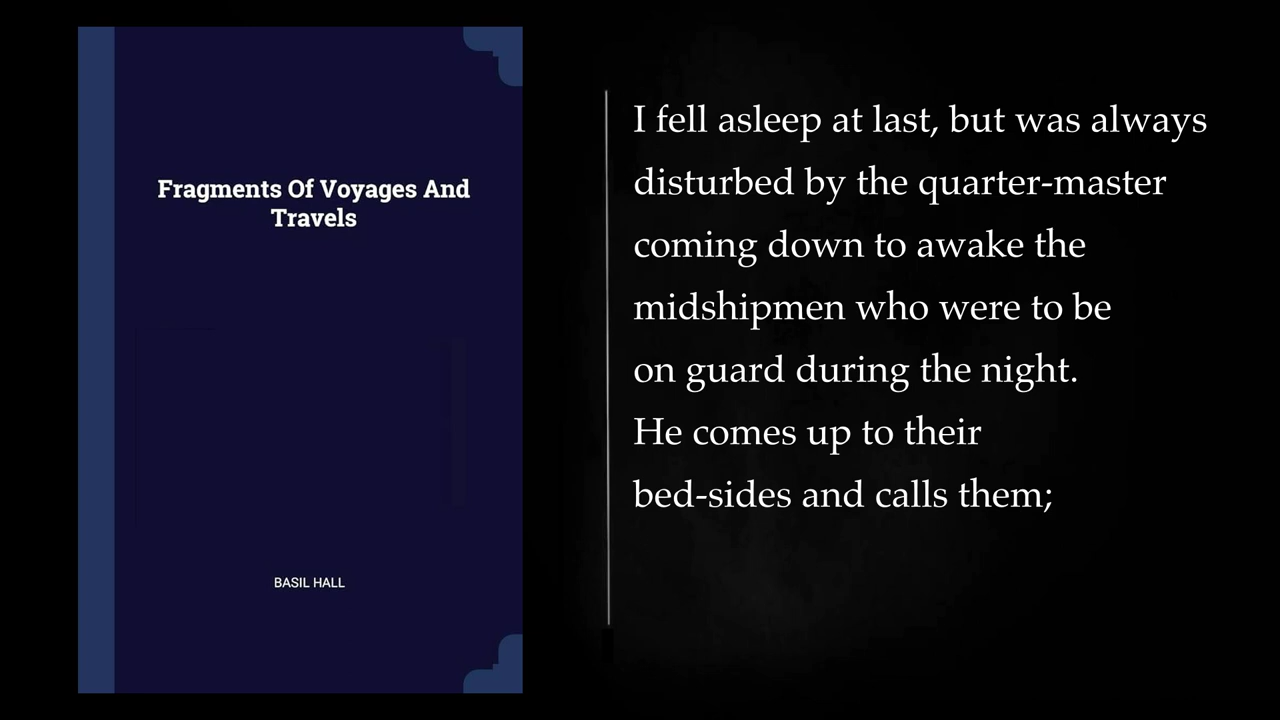 Fragments Of Voyages And
Travels
BASIL HALL
I fell asleep at last, but was always
disturbed by the quarter-master
coming down to awake the
midshipmen who were to be
on guard during the night.
He comes up to their
bed-sides and calls them;